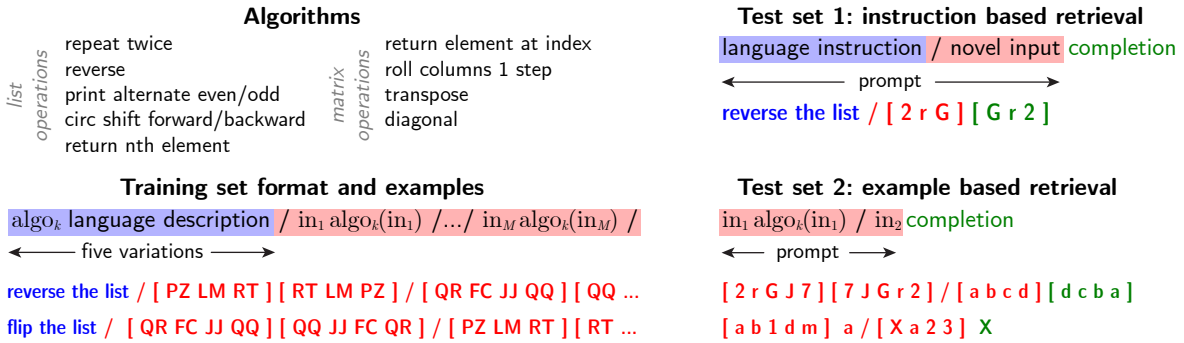 Algorithms
list operations
repeat twice
reverse
print alternate even/odd
circ shift forward/backward
return nth element
matrix operations
return element at index
roll columns 1 step
transpose
diagonal
Training set format and examples
algo_k language description / in_1 algo_k(in_1) /.../ in_M algo_k(in_M) /
five variations
reverse the list / [ PZ LM RT ] [ RT LM PZ ] / [ QR FC JJ QQ ] [ QQ ...
flip the list / [ QR FC JJ QQ ] [ QQ JJ FC QR ] / [ PZ LM RT ] [ RT ...
Test set 1: instruction based retrieval
language instruction / novel input completion
prompt
reverse the list / [ 2 r G ] [ G r 2 ]
Test set 2: example based retrieval
in_1 algo_k(in_1) / in_2 completion
prompt
[ 2 r G J 7 ] [ 7 J G r 2 ] / [ a b c d ] [ d c b a ]
[ a b 1 d m ] a / [ X a 2 3 ] X